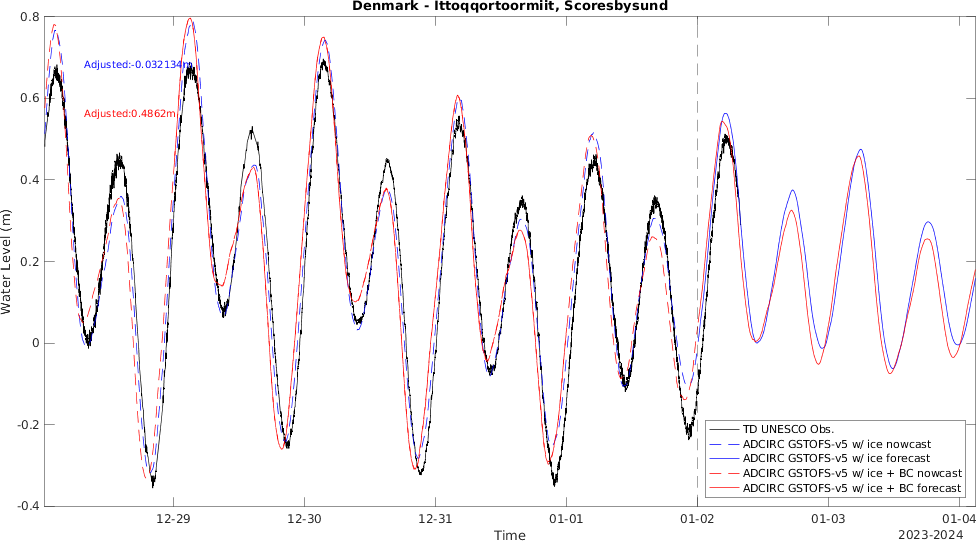 Denmark - Ittoqqortoormiit, Scoresbysund
0.8
0.6
0.4
0.2
0
-0.2
-0.4
Water Level (m)
Adjusted:-0.032134m
Adjusted:0.4862m
TD UNESCO Obs.
ADCIRC GSTOFS-v5 w/ ice nowcast
ADCIRC GSTOFS-v5 w/ ice forecast
ADCIRC GSTOFS-v5 w/ ice + BC nowcast
ADCIRC GSTOFS-v5 w/ ice + BC forecast
12-29 12-30 12-31 01-01 01-02 01-03 01-04
Time
2023-2024